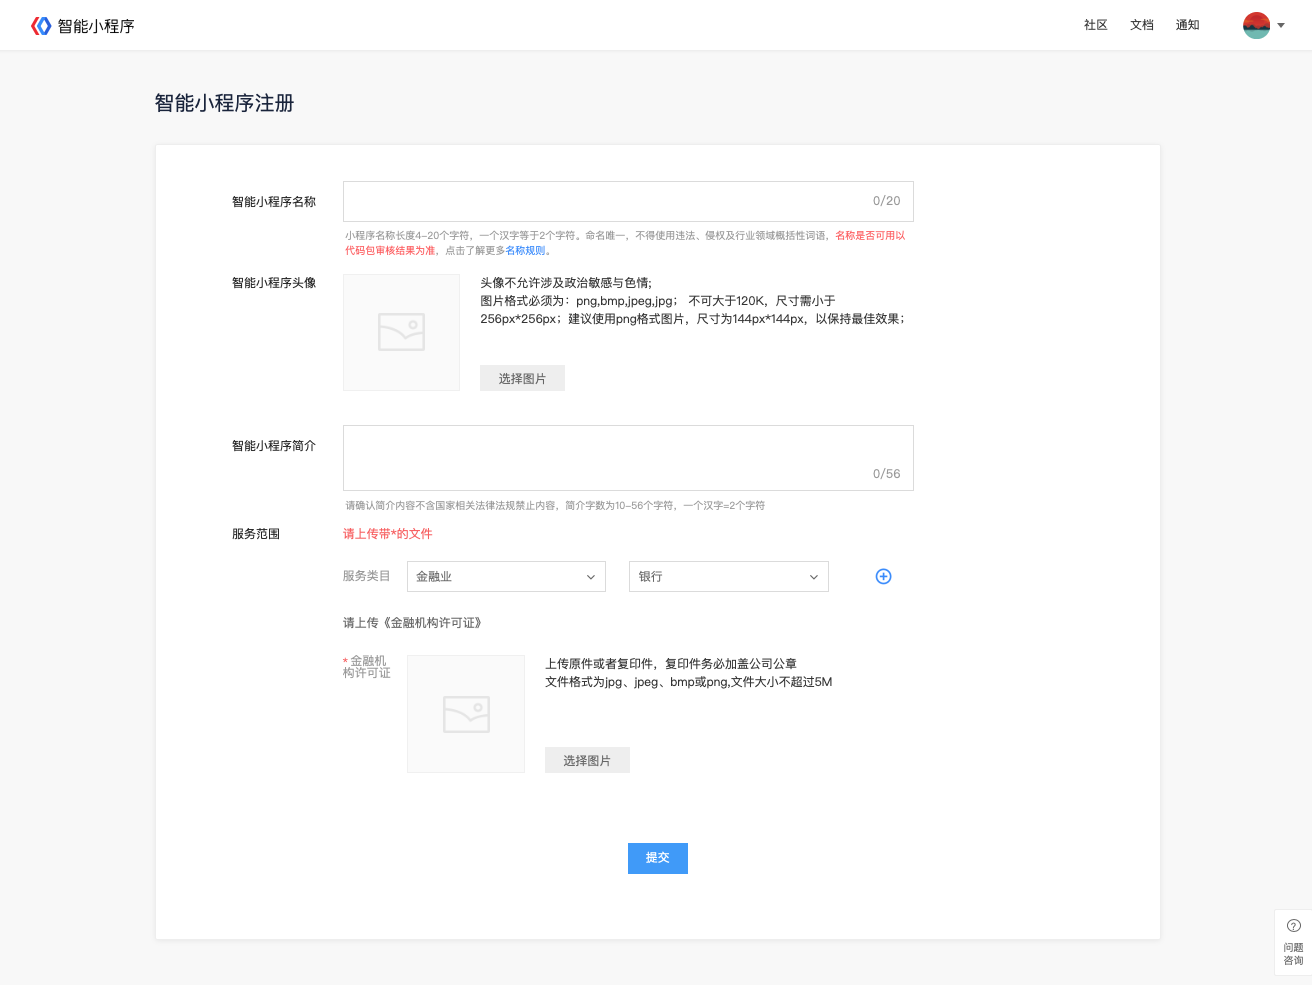 智能小程序
社区
文档
通知
智能小程序注册
智能小程序名称
0/20
小程序名称长度4-20个字符，一个汉字等于2个字符。命名唯一，不得使用违法、侵权及行业领域概括性词语，名称是否可用以
代码包审核结果为准，点击了解更多名称规则。
智能小程序头像
头像不允许涉及政治敏感与色情;
图片格式必须为：png,bmp,jpeg,jpg； 不可大于120K，尺寸需小于
256px*256px；建议使用png格式图片，尺寸为144px*144px，以保持最佳效果；
选择图片
智能小程序简介
0/56
请确认简介内容不含国家相关法律法规禁止内容，简介字数为10-56个字符，一个汉字=2个字符
服务范围
请上传带*的文件
服务类目
金融业
银行
请上传《金融机构许可证》
* 金融机
构许可证
上传原件或者复印件，复印件务必加盖公司公章
文件格式为jpg、jpeg、bmp或png,文件大小不超过5M
选择图片
提交
问题
咨询